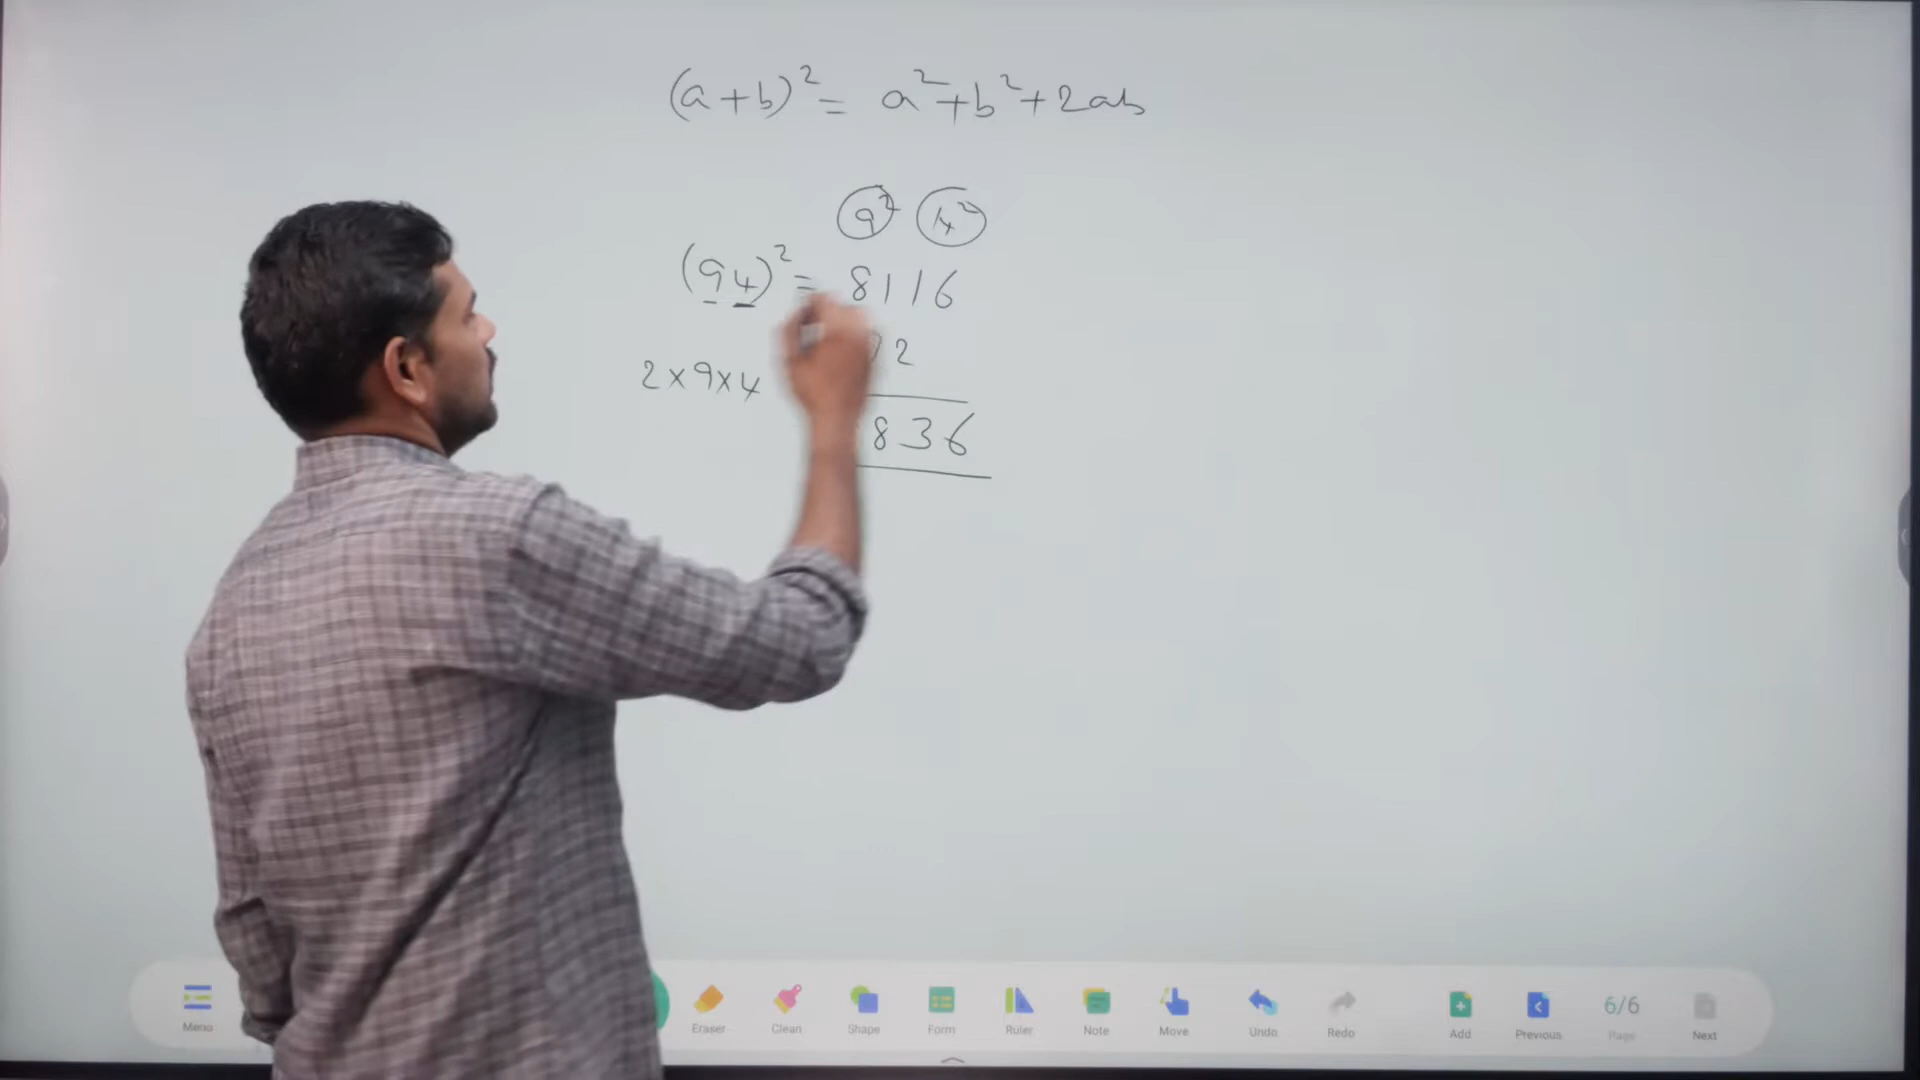 (a+b)² = a²+b²+2ab
9² 4²
(94)² = 8116
2
2×9×4
836
Menu Eraser Clean Shape Form Ruler Note Move Undo Redo Add Previous 6/6 Page Next